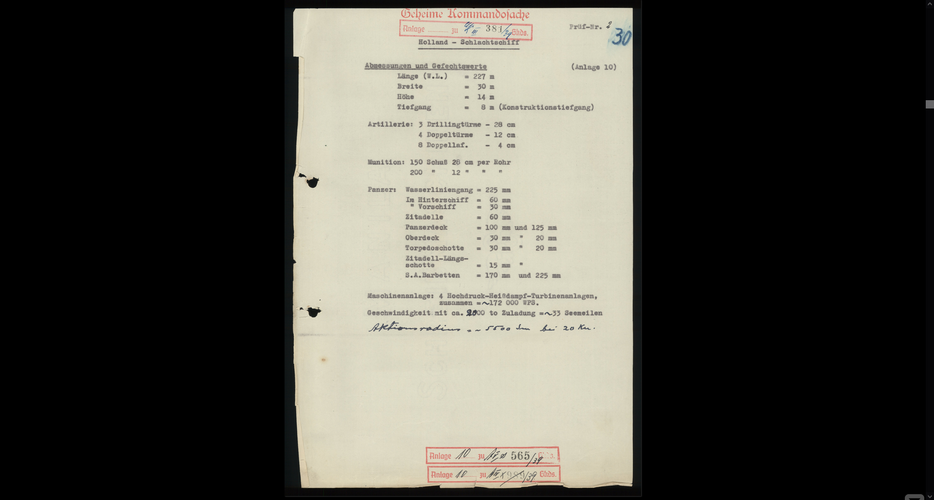 Geheime Kommandosache
Anlage zu 381
Prüf-Nr. 2
30
Holland - Schlachtschiff
Abmessungen und Gefechtswerte (Anlage 10)
Länge (W.L.) = 227 m
Breite = 30 m
Höhe = 14 m
Tiefgang = 8 m (Konstruktionstiefgang)
Artillerie: 3 Drillingtürme - 28 cm
4 Doppeltürme - 12 cm
8 Doppellaf. - 4 cm
Munition: 150 Schuß 28 cm per Rohr
200 " 12 " " "
Panzer: Wasserliniengang = 225 mm
Im Hinterschiff = 60 mm
" Vorschiff = 30 mm
Zitadelle = 60 mm
Panzerdeck = 100 mm und 125 mm
Oberdeck = 30 mm " 20 mm
Torpedoschotte = 30 mm " 20 mm
Zitadell-Längs-
schotte = 15 mm "
S.A.Barbetten = 170 mm und 225 mm
Maschinenanlage: 4 Hochdruck-Heißdampf-Turbinenanlagen,
zusammen =~172 000 WPS.
Geschwindigkeit mit ca. 2000 to Zuladung =~33 Seemeilen
Aktionsradius = ~ 5500 Sm bei 20 Kn.
Anlage 10 zu 565/39
Anlage 10 zu /39 Gkds.